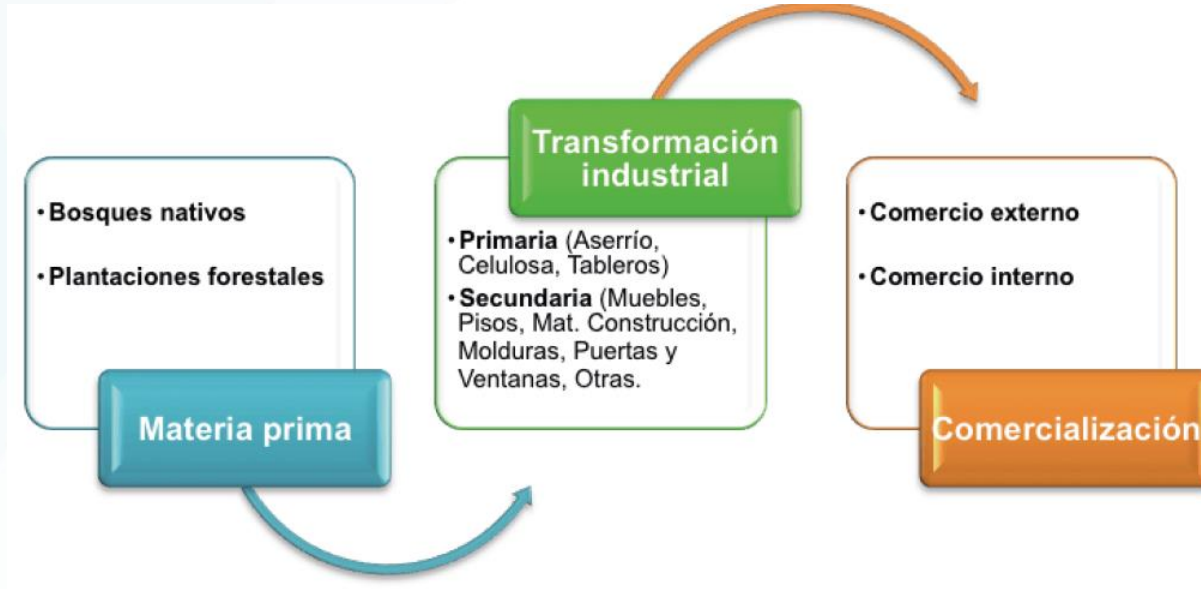 • Bosques nativos
• Plantaciones forestales
Materia prima
Transformación
industrial
• Primaria (Aserrío,
Celulosa, Tableros)
• Secundaria (Muebles,
Pisos, Mat. Construcción,
Molduras, Puertas y
Ventanas, Otras.
• Comercio externo
• Comercio interno
Comercialización